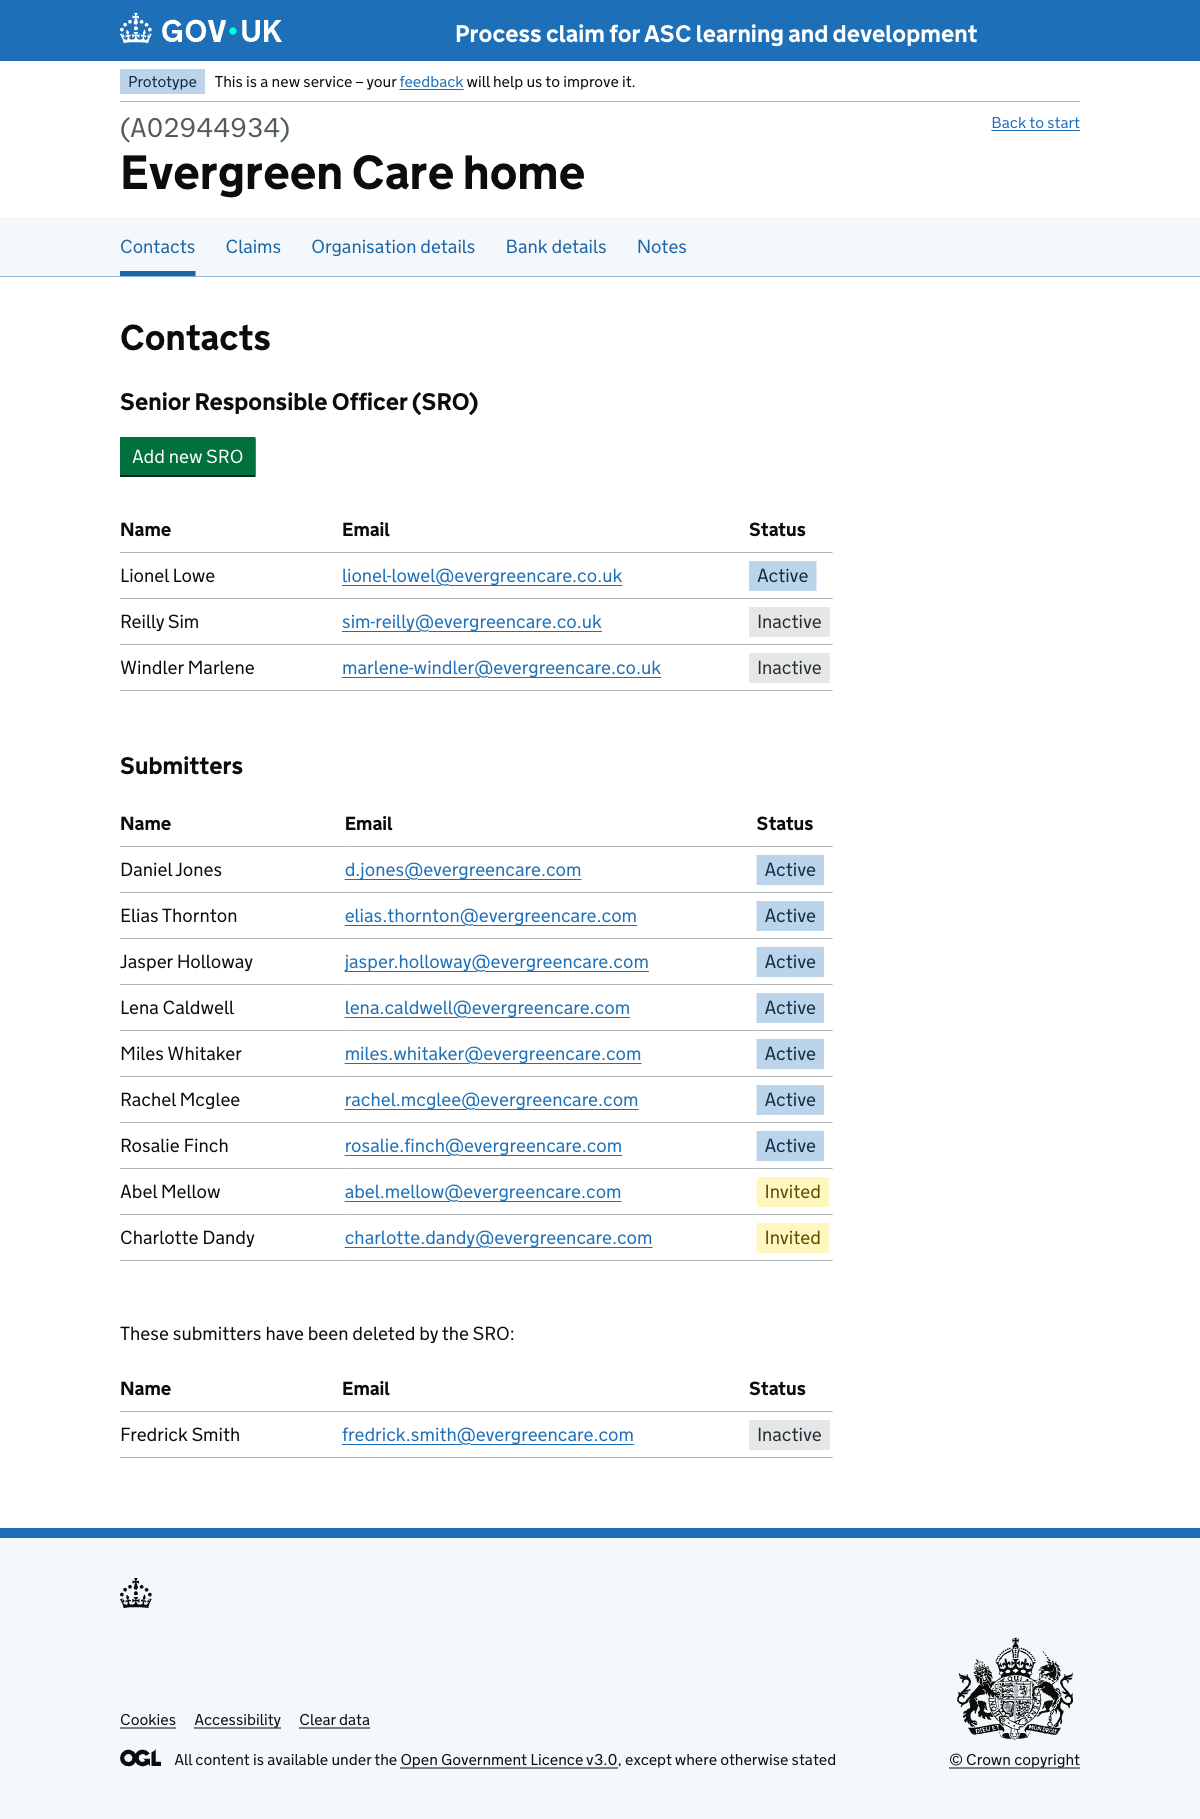 GOV·UK
Process claim for ASC learning and development
Prototype This is a new service – your feedback will help us to improve it.
(A02944934)
Back to start
Evergreen Care home
Contacts Claims Organisation details Bank details Notes
Contacts
Senior Responsible Officer (SRO)
Add new SRO
Name Email Status
Lionel Lowe lionel-lowel@evergreencare.co.uk Active
Reilly Sim sim-reilly@evergreencare.co.uk Inactive
Windler Marlene marlene-windler@evergreencare.co.uk Inactive
Submitters
Name Email Status
Daniel Jones d.jones@evergreencare.com Active
Elias Thornton elias.thornton@evergreencare.com Active
Jasper Holloway jasper.holloway@evergreencare.com Active
Lena Caldwell lena.caldwell@evergreencare.com Active
Miles Whitaker miles.whitaker@evergreencare.com Active
Rachel Mcglee rachel.mcglee@evergreencare.com Active
Rosalie Finch rosalie.finch@evergreencare.com Active
Abel Mellow abel.mellow@evergreencare.com Invited
Charlotte Dandy charlotte.dandy@evergreencare.com Invited
These submitters have been deleted by the SRO:
Name Email Status
Fredrick Smith fredrick.smith@evergreencare.com Inactive
Cookies Accessibility Clear data
DIEU ET MON DROIT
OGL All content is available under the Open Government Licence v3.0, except where otherwise stated
© Crown copyright